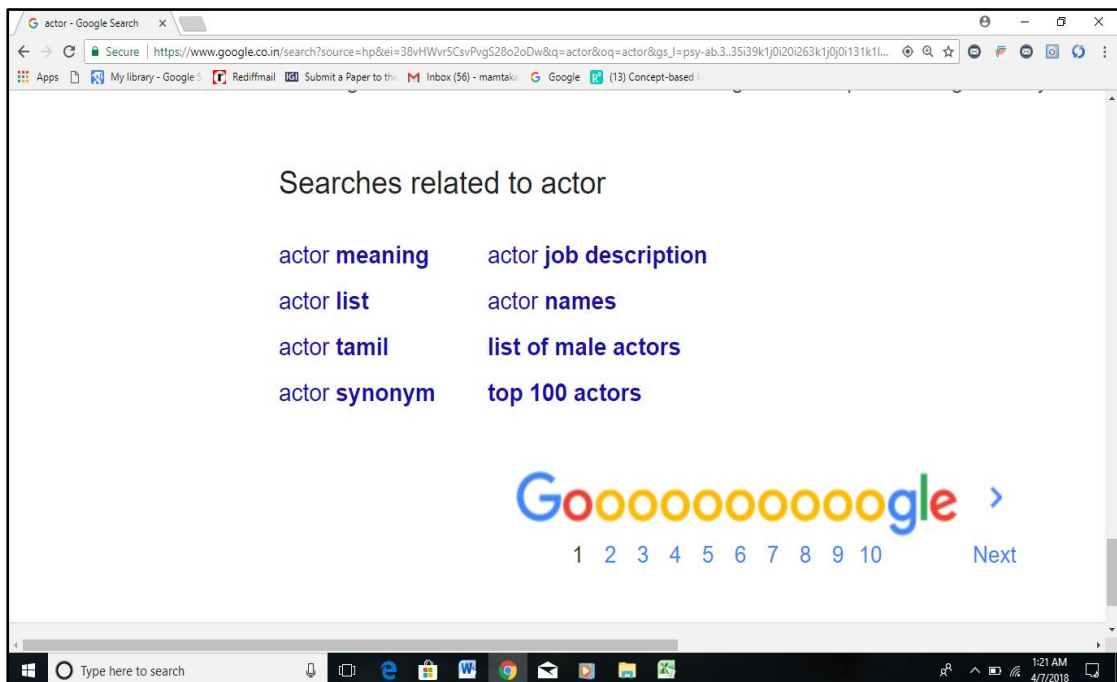 actor - Google Search
Secure | https://www.google.co.in/search?source=hp&ei=38vHWvr5CsvPvgS28o2oDw&q=actor&oq=actor&gs_l=psy-ab.3..35i39k1j0i20i263k1j0j0i131k1l...
Apps My library - Google S Rediffmail IGI Submit a Paper to the Inbox (56) - mamtaka Google (13) Concept-based
Searches related to actor
actor meaning actor job description
actor list actor names
actor tamil list of male actors
actor synonym top 100 actors
Goooooooooogle
1 2 3 4 5 6 7 8 9 10 Next
Type here to search
1:21 AM
4/7/2018